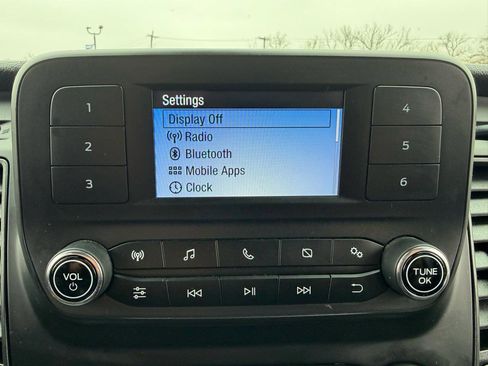 Settings
Display Off
Radio
Bluetooth
Mobile Apps
Clock
1
2
3
4
5
6
VOL
TUNE
OK